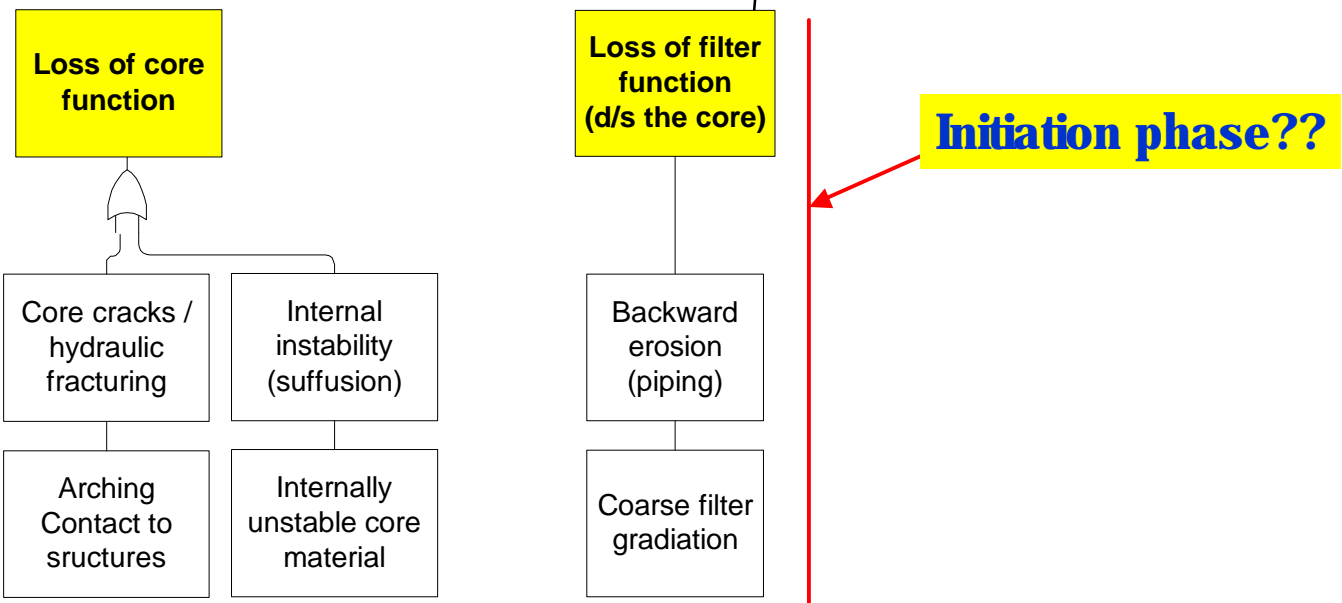 Loss of core
function
Loss of filter
function
(d/s the core)
Initiation phase??
Core cracks /
hydraulic
fracturing
Internal
instability
(suffusion)
Backward
erosion
(piping)
Arching
Contact to
sructures
Internally
unstable core
material
Coarse filter
gradiation